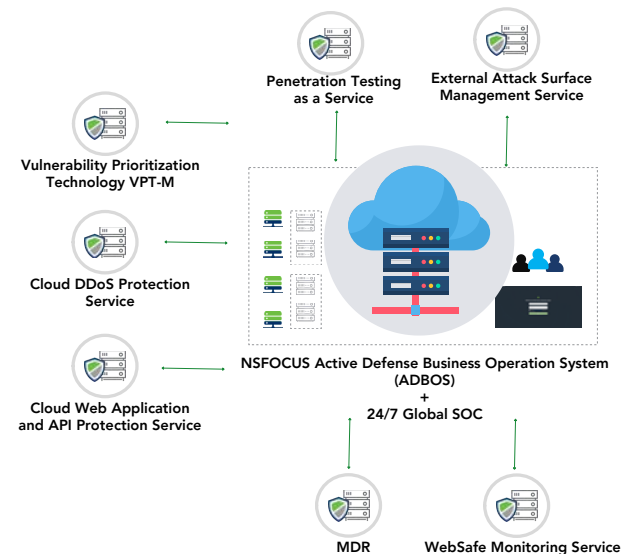 Penetration Testing
as a Service
External Attack Surface
Management Service
Vulnerability Prioritization
Technology VPT-M
Cloud DDoS Protection
Service
Cloud Web Application
and API Protection Service
NSFOCUS Active Defense Business Operation System
(ADBOS)
+
24/7 Global SOC
MDR
WebSafe Monitoring Service